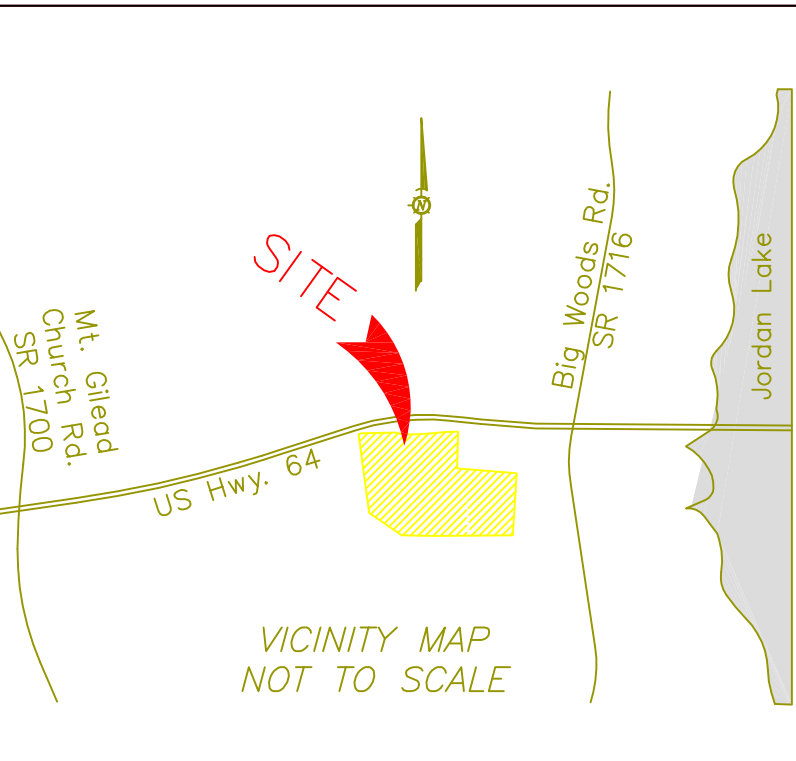 N
SITE
Big Woods Rd.
SR 1716
Jordan Lake
Mt. Gilead
Church Rd.
SR 1700
US Hwy. 64
VICINITY MAP
NOT TO SCALE